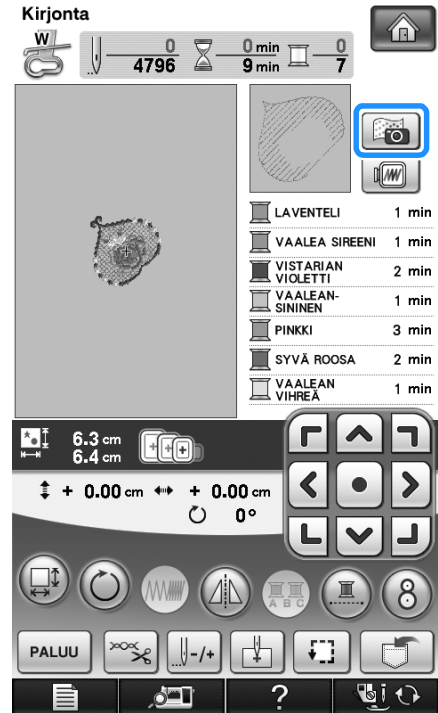 Kirjonta
W
0 0 min 0
4796 9 min 7
LAVENTELI 1 min
VAALEA SIREENI 1 min
VISTARIAN
VIOLETTI 2 min
VAALEAN-
SININEN 1 min
PINKKI 3 min
SYVÄ ROOSA 2 min
VAALEAN
VIHREÄ 1 min
6.3 cm
6.4 cm
+ 0.00 cm + 0.00 cm
0°
A B C
8
PALUU
-/+
?